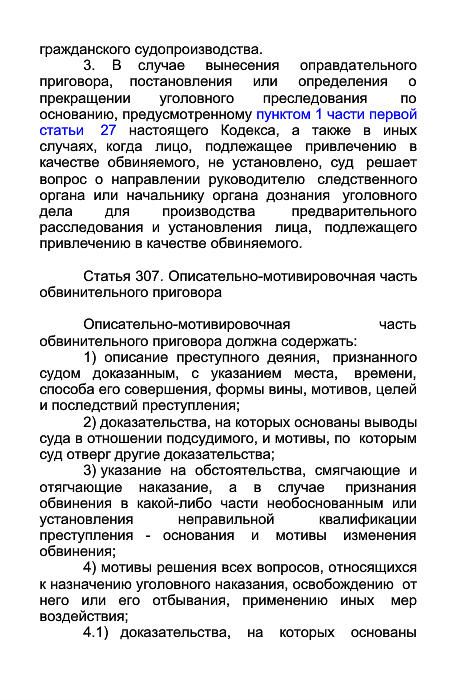 гражданского судопроизводства.
3. В случае вынесения оправдательного
приговора, постановления или определения о
прекращении уголовного преследования по
основанию, предусмотренному пунктом 1 части первой
статьи 27 настоящего Кодекса, а также в иных
случаях, когда лицо, подлежащее привлечению в
качестве обвиняемого, не установлено, суд решает
вопрос о направлении руководителю следственного
органа или начальнику органа дознания уголовного
дела для производства предварительного
расследования и установления лица, подлежащего
привлечению в качестве обвиняемого.
Статья 307. Описательно-мотивировочная часть
обвинительного приговора
Описательно-мотивировочная часть
обвинительного приговора должна содержать:
1) описание преступного деяния, признанного
судом доказанным, с указанием места, времени,
способа его совершения, формы вины, мотивов, целей
и последствий преступления;
2) доказательства, на которых основаны выводы
суда в отношении подсудимого, и мотивы, по которым
суд отверг другие доказательства;
3) указание на обстоятельства, смягчающие и
отягчающие наказание, а в случае признания
обвинения в какой-либо части необоснованным или
установления неправильной квалификации
преступления - основания и мотивы изменения
обвинения;
4) мотивы решения всех вопросов, относящихся
к назначению уголовного наказания, освобождению от
него или его отбывания, применению иных мер
воздействия;
4.1) доказательства, на которых основаны